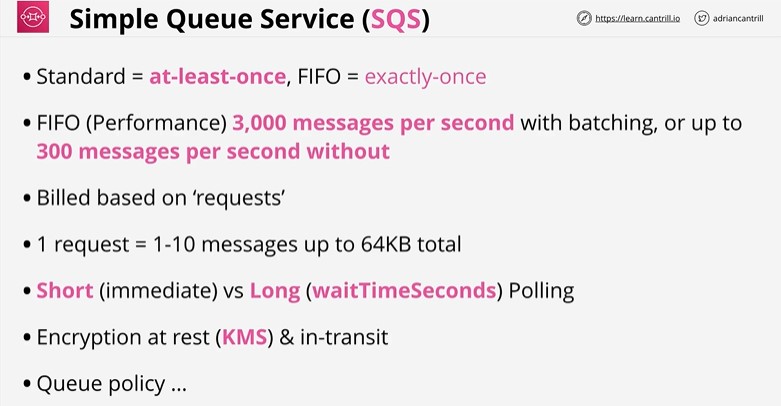 Simple Queue Service (SQS)
https://learn.cantrill.io
adriancantrill
• Standard = at-least-once, FIFO = exactly-once
• FIFO (Performance) 3,000 messages per second with batching, or up to
300 messages per second without
• Billed based on ‘requests’
• 1 request = 1-10 messages up to 64KB total
• Short (immediate) vs Long (waitTimeSeconds) Polling
• Encryption at rest (KMS) & in-transit
• Queue policy ...